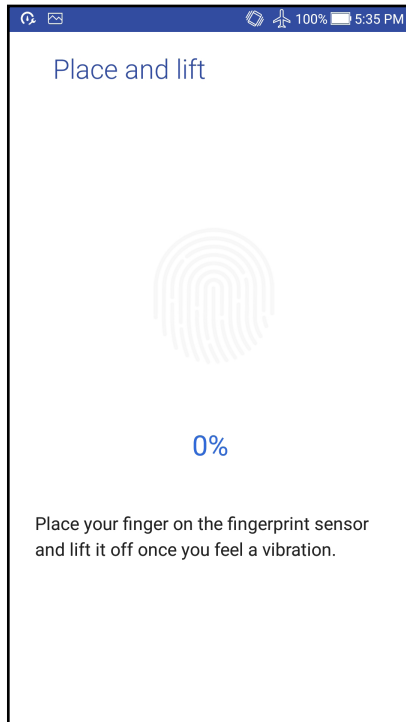 100% 5:35 PM
Place and lift
0%
Place your finger on the fingerprint sensor
and lift it off once you feel a vibration.